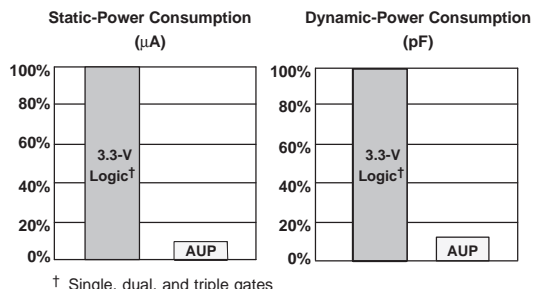 Static-Power Consumption
(μA)
100%
80%
60%
40%
20%
0%
3.3-V
Logic†
AUP
Dynamic-Power Consumption
(pF)
100%
80%
60%
40%
20%
0%
3.3-V
Logic†
AUP
† Single, dual, and triple gates